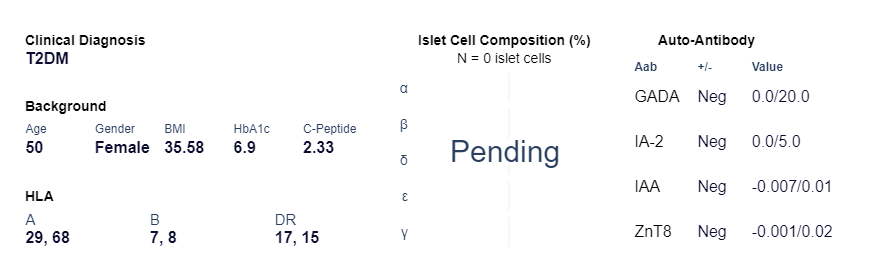 Clinical Diagnosis
T2DM
Background
Age Gender BMI HbA1c C-Peptide
50 Female 35.58 6.9 2.33
HLA
A B DR
29, 68 7, 8 17, 15
Islet Cell Composition (%)
N = 0 islet cells
α
β
δ
ε
γ
Pending
Auto-Antibody
Aab +/- Value
GADA Neg 0.0/20.0
IA-2 Neg 0.0/5.0
IAA Neg -0.007/0.01
ZnT8 Neg -0.001/0.02